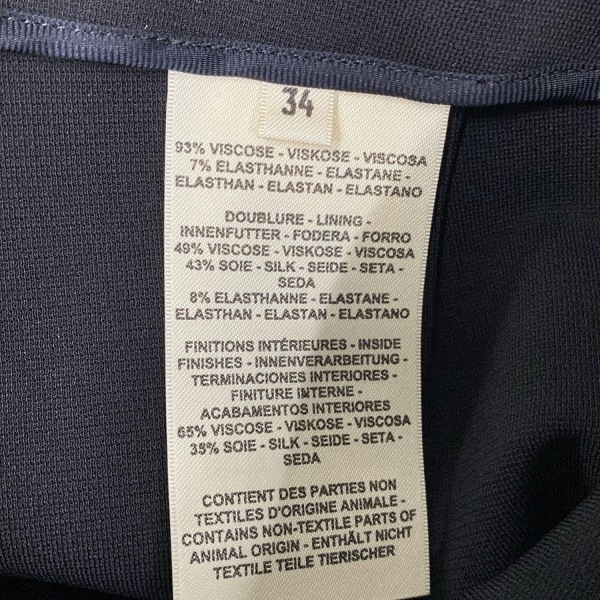 34
93% VISCOSE - VISKOSE - VISCOSA
7% ELASTHANNE - ELASTANE -
ELASTHAN - ELASTAN - ELASTANO
DOUBLURE - LINING -
INNENFUTTER - FODERA - FORRO
49% VISCOSE - VISKOSE - VISCOSA
43% SOIE - SILK - SEIDE - SETA -
SEDA
8% ELASTHANNE - ELASTANE -
ELASTHAN - ELASTAN - ELASTANO
FINITIONS INTÉRIEURES - INSIDE
FINISHES - INNENVERARBEITUNG -
TERMINACIONES INTERIORES -
FINITURE INTERNE -
ACABAMENTOS INTERIORES
65% VISCOSE - VISKOSE - VISCOSA
35% SOIE - SILK - SEIDE - SETA -
SEDA
CONTIENT DES PARTIES NON
TEXTILES D'ORIGINE ANIMALE -
CONTAINS NON-TEXTILE PARTS OF
ANIMAL ORIGIN - ENTHÄLT NICHT
TEXTILE TEILE TIERISCHER